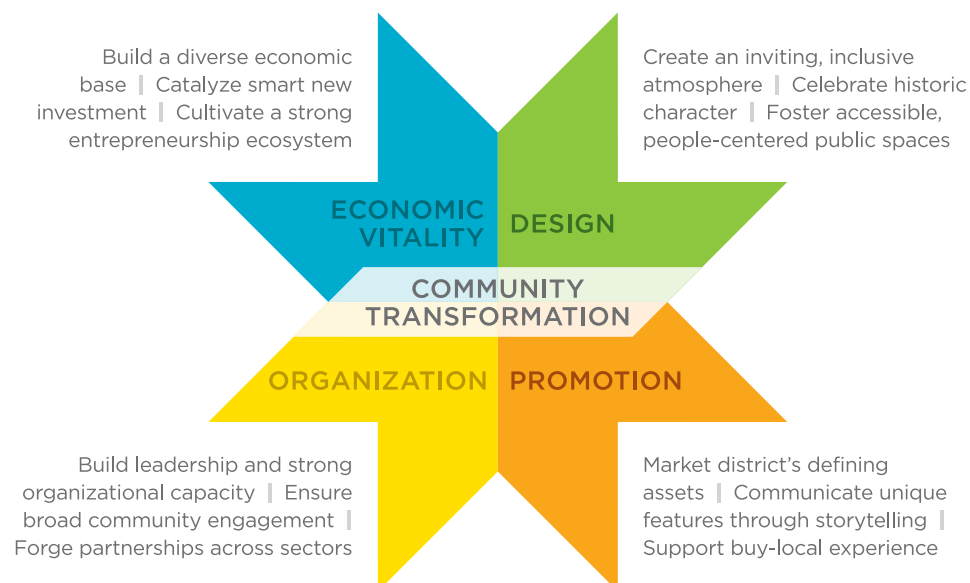 Build a diverse economic
base | Catalyze smart new
investment | Cultivate a strong
entrepreneurship ecosystem
Create an inviting, inclusive
atmosphere | Celebrate historic
character | Foster accessible,
people-centered public spaces
ECONOMIC
VITALITY
DESIGN
COMMUNITY
TRANSFORMATION
ORGANIZATION
PROMOTION
Build leadership and strong
organizational capacity | Ensure
broad community engagement |
Forge partnerships across sectors
Market district’s defining
assets | Communicate unique
features through storytelling |
Support buy-local experience